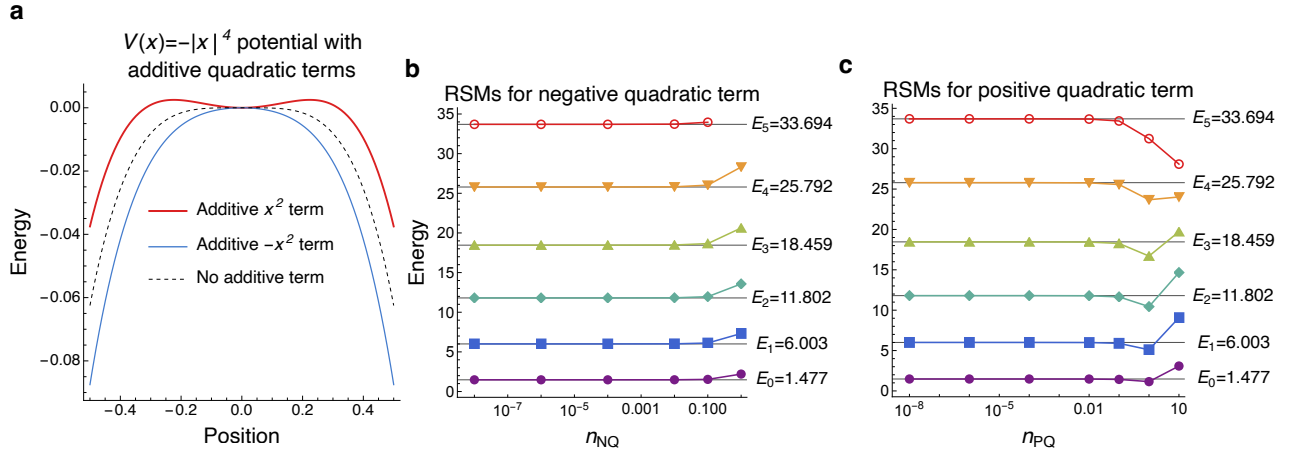 a
V(x)=−|x|⁴ potential with
additive quadratic terms
Energy
0.00
−0.02
−0.04
−0.06
−0.08
Additive x² term
Additive −x² term
No additive term
−0.4
−0.2
0.0
0.2
0.4
Position
b
RSMs for negative quadratic term
Energy
35
30
25
20
15
10
5
0
E₅=33.694
E₄=25.792
E₃=18.459
E₂=11.802
E₁=6.003
E₀=1.477
10⁻⁷
10⁻⁵
0.001
0.100
n_NQ
c
RSMs for positive quadratic term
35
30
25
20
15
10
5
0
E₅=33.694
E₄=25.792
E₃=18.459
E₂=11.802
E₁=6.003
E₀=1.477
10⁻⁸
10⁻⁵
0.01
10
n_PQ